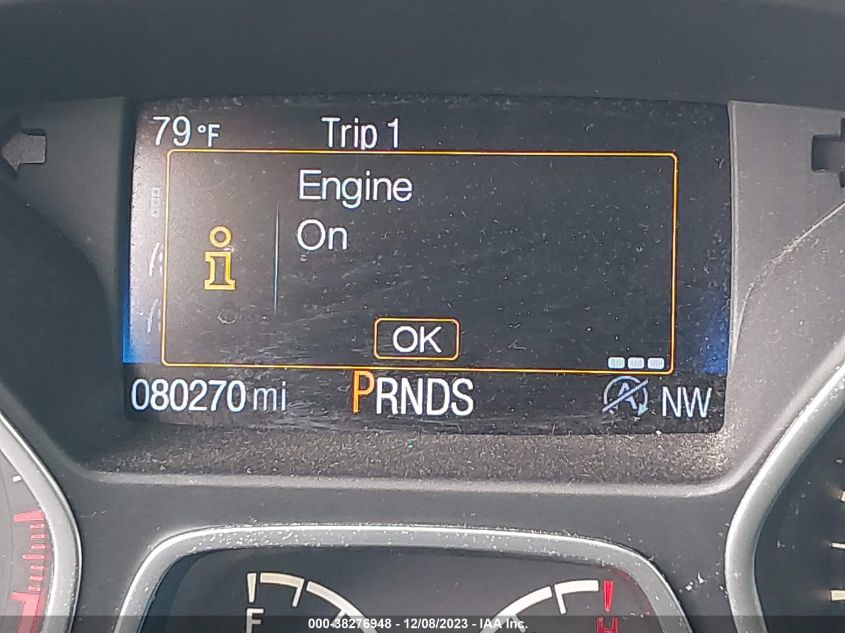 79 °F Trip 1
Engine
On
OK
080270 mi PRNDS NW
F H
000-38276948 - 12/08/2023 - IAA Inc.